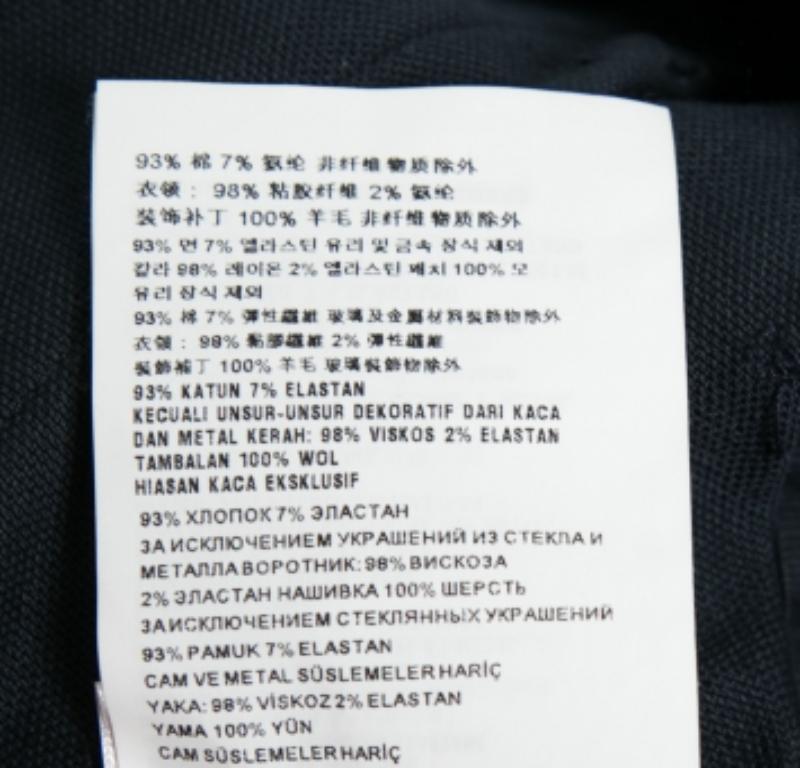 93% 棉 7% 氨纶 非纤维物质除外
衣领： 98% 粘胶纤维 2% 氨纶
装饰补丁 100% 羊毛 非纤维物质除外
93% 면 7% 엘라스틴 유리 및 금속 장식 제외
칼라 98% 레이온 2% 엘라스틴 배치 100% 모
유리 장식 제외
93% 棉 7% 彈性纖維 玻璃及金屬材料裝飾物除外
衣領： 98% 黏膠纖維 2% 彈性纖維
裝飾補丁 100% 羊毛 玻璃裝飾物除外
93% KATUN 7% ELASTAN
KECUALI UNSUR-UNSUR DEKORATIF DARI KACA
DAN METAL KERAH: 98% VISKOS 2% ELASTAN
TAMBALAN 100% WOL
HIASAN KACA EKSKLUSIF
93% ХЛОПОК 7% ЭЛАСТАН
ЗА ИСКЛЮЧЕНИЕМ УКРАШЕНИЙ ИЗ СТЕКЛА И
МЕТАЛЛА ВОРОТНИК: 98% ВИСКОЗА
2% ЭЛАСТАН НАШИВКА 100% ШЕРСТЬ
ЗА ИСКЛЮЧЕНИЕМ СТЕКЛЯННЫХ УКРАШЕНИЙ
93% PAMUK 7% ELASTAN
CAM VE METAL SÜSLEMELER HARİÇ
YAKA: 98% VİSKOZ 2% ELASTAN
YAMA 100% YÜN
CAM SÜSLEMELER HARİÇ